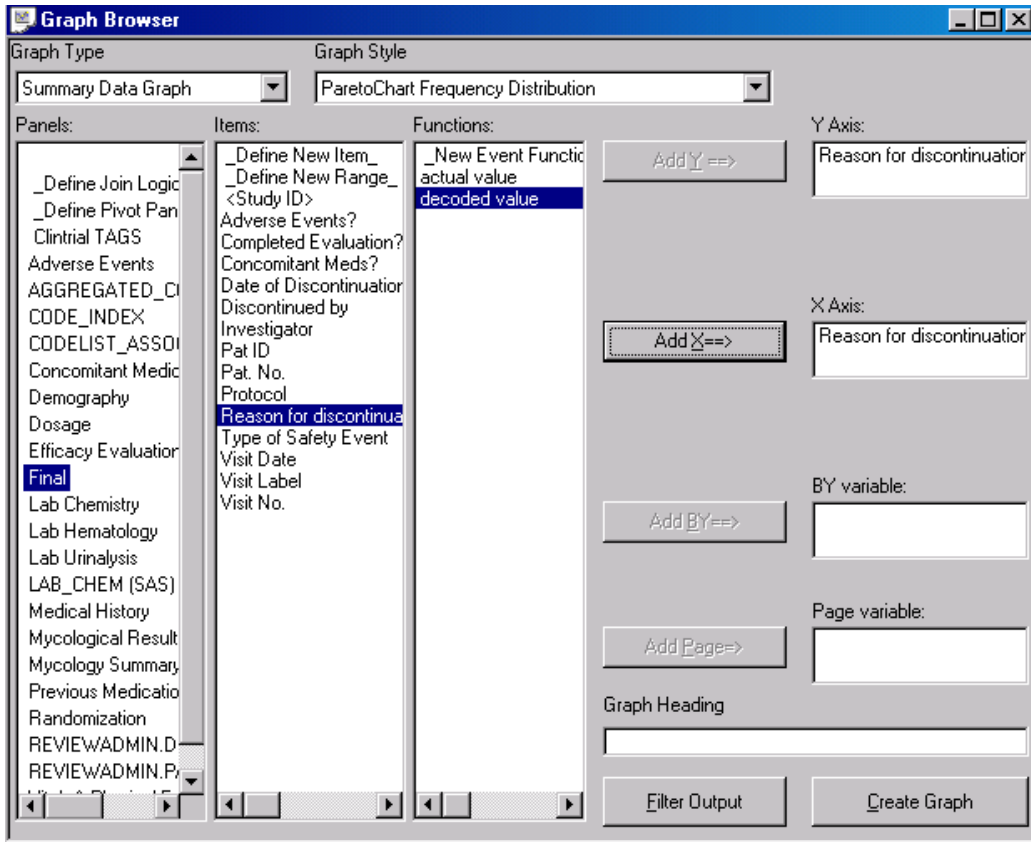 Graph Browser
Graph Type
Graph Style
Summary Data Graph
ParetoChart Frequency Distribution
Panels:
_Define Join Logic
_Define Pivot Pan
Clintrial TAGS
Adverse Events
AGGREGATED_C
CODE_INDEX
CODELIST_ASSO
Concomitant Medic
Demography
Dosage
Efficacy Evaluation
Final
Lab Chemistry
Lab Hematology
Lab Urinalysis
LAB_CHEM (SAS)
Medical History
Mycological Result
Mycology Summary
Previous Medicatio
Randomization
REVIEWADMIN.D
REVIEWADMIN.P
Items:
_Define New Item_
_Define New Range_
<Study ID>
Adverse Events?
Completed Evaluation?
Concomitant Meds?
Date of Discontinuation
Discontinued by
Investigator
Pat ID
Pat. No.
Protocol
Reason for discontinua
Type of Safety Event
Visit Date
Visit Label
Visit No.
Functions:
_New Event Functio
actual value
decoded value
Add Y ==>
Add X==>
Add BY==>
Add Page=>
Y Axis:
Reason for discontinuation
X Axis:
Reason for discontinuation
BY variable:
Page variable:
Graph Heading
Filter Output
Create Graph